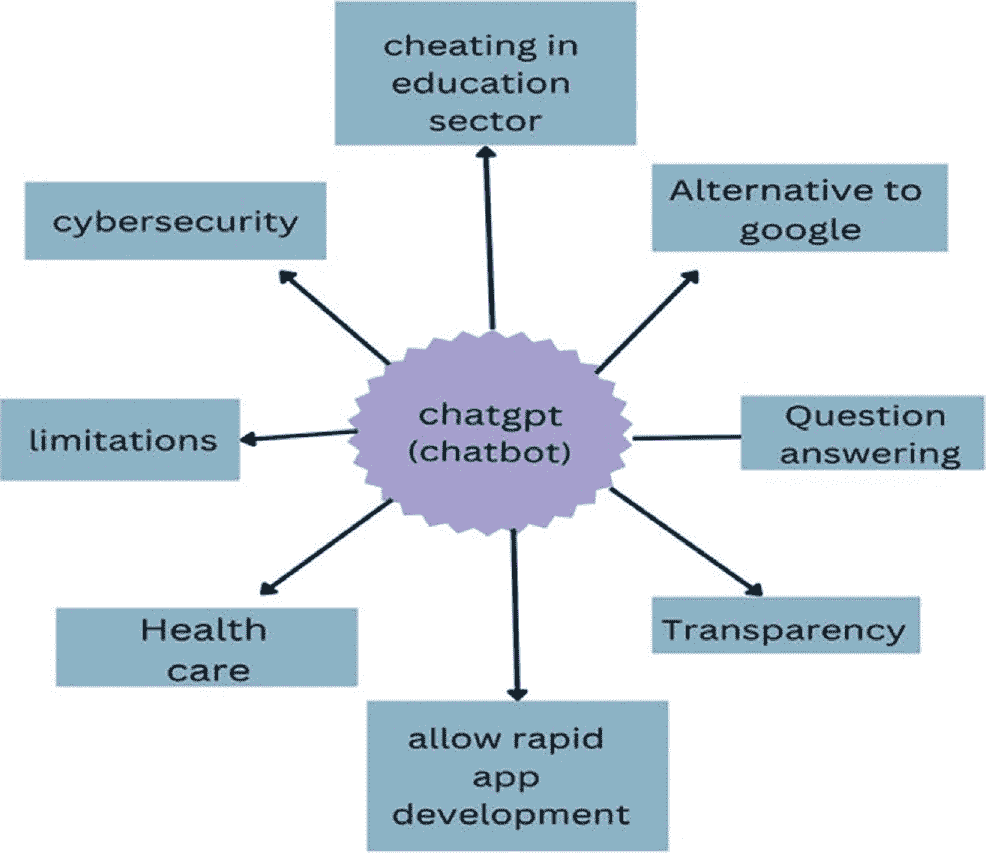 cheating in
education
sector
Alternative to
google
cybersecurity
chatgpt
(chatbot)
Question
answering
limitations
Health
care
Transparency
allow rapid
app
development